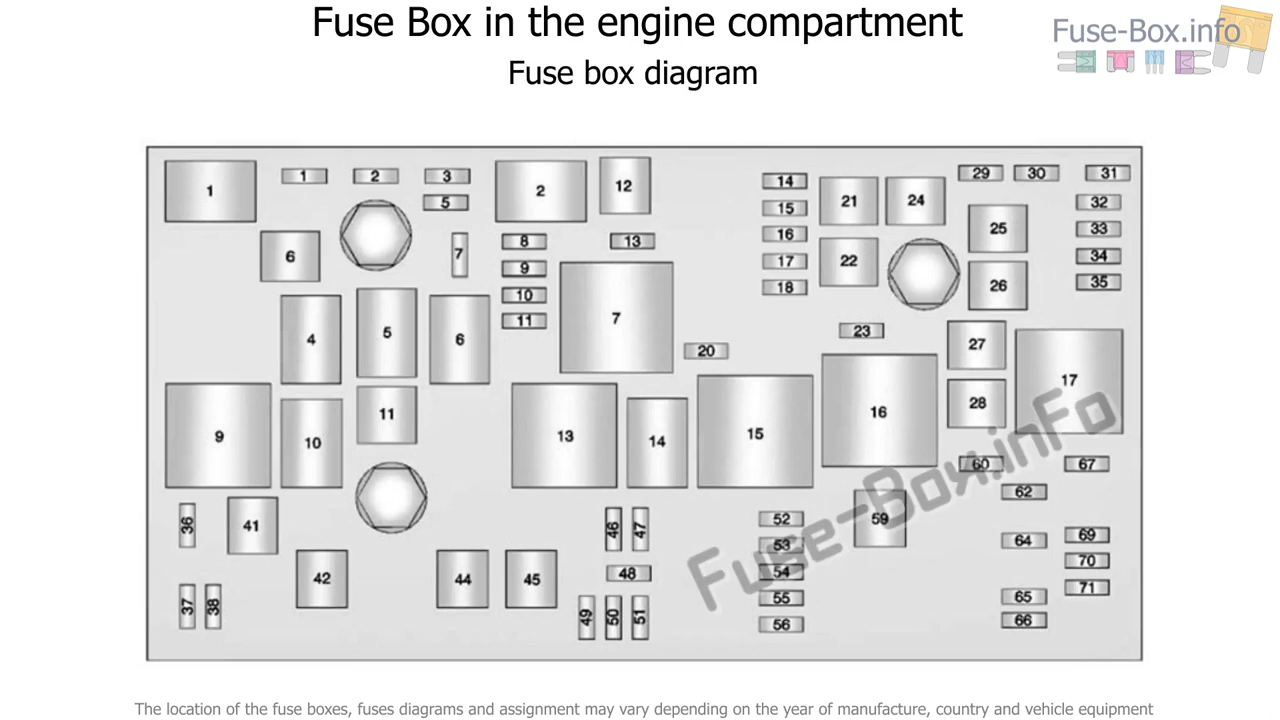 Fuse Box in the engine compartment
Fuse box diagram
Fuse-Box.info
1 1 2 3 2 12 14 21 24 29 30 31
5 15 32
6 7 8 13 16 25 33
9 17 22 34
10 18 26 35
4 5 6 11 7 23
20 27 17
9 10 11 13 14 15 16 28
60 67
62
36 41 46 47 52 59
53 64 69
42 44 45 48 54 70
37 38 49 50 51 55 65 71
56 66
Fuse-Box.inFo
The location of the fuse boxes, fuses diagrams and assignment may vary depending on the year of manufacture, country and vehicle equipment